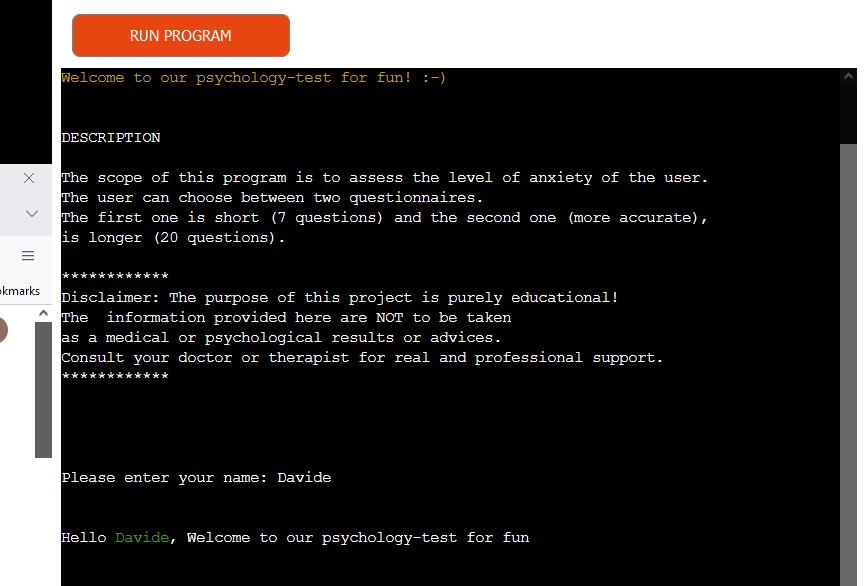 RUN PROGRAM
Welcome to our psychology-test for fun! :-)
DESCRIPTION
The scope of this program is to assess the level of anxiety of the user.
The user can choose between two questionnaires.
The first one is short (7 questions) and the second one (more accurate),
is longer (20 questions).
************
Disclaimer: The purpose of this project is purely educational!
The  information provided here are NOT to be taken
as a medical or psychological results or advices.
Consult your doctor or therapist for real and professional support.
************
Please enter your name: Davide
Hello Davide, Welcome to our psychology-test for fun
okmarks